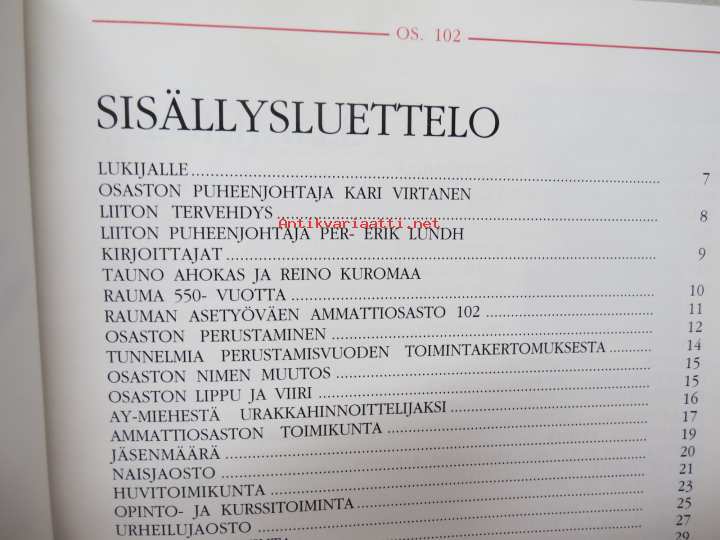 OS. 102
SISÄLLYSLUETTELO
LUKIJALLE 7
OSASTON PUHEENJOHTAJA KARI VIRTANEN
LIITON TERVEHDYS 8
Antikvariaatti.net
LIITON PUHEENJOHTAJA PER- ERIK LUNDH
KIRJOITTAJAT 9
TAUNO AHOKAS JA REINO KUROMAA
RAUMA 550- VUOTTA 10
RAUMAN ASETYÖVÄEN AMMATTIOSASTO 102 11
OSASTON PERUSTAMINEN 12
TUNNELMIA PERUSTAMISVUODEN TOIMINTAKERTOMUKSESTA 14
OSASTON NIMEN MUUTOS 15
OSASTON LIPPU JA VIIRI 15
AY-MIEHESTÄ URAKKAHINNOITTELIJAKSI 16
AMMATTIOSASTON TOIMIKUNTA 17
JÄSENMÄÄRÄ 19
NAISJAOSTO 20
HUVITOIMIKUNTA 21
OPINTO- JA KURSSITOIMINTA 23
URHEILUJAOSTO 25
27
29